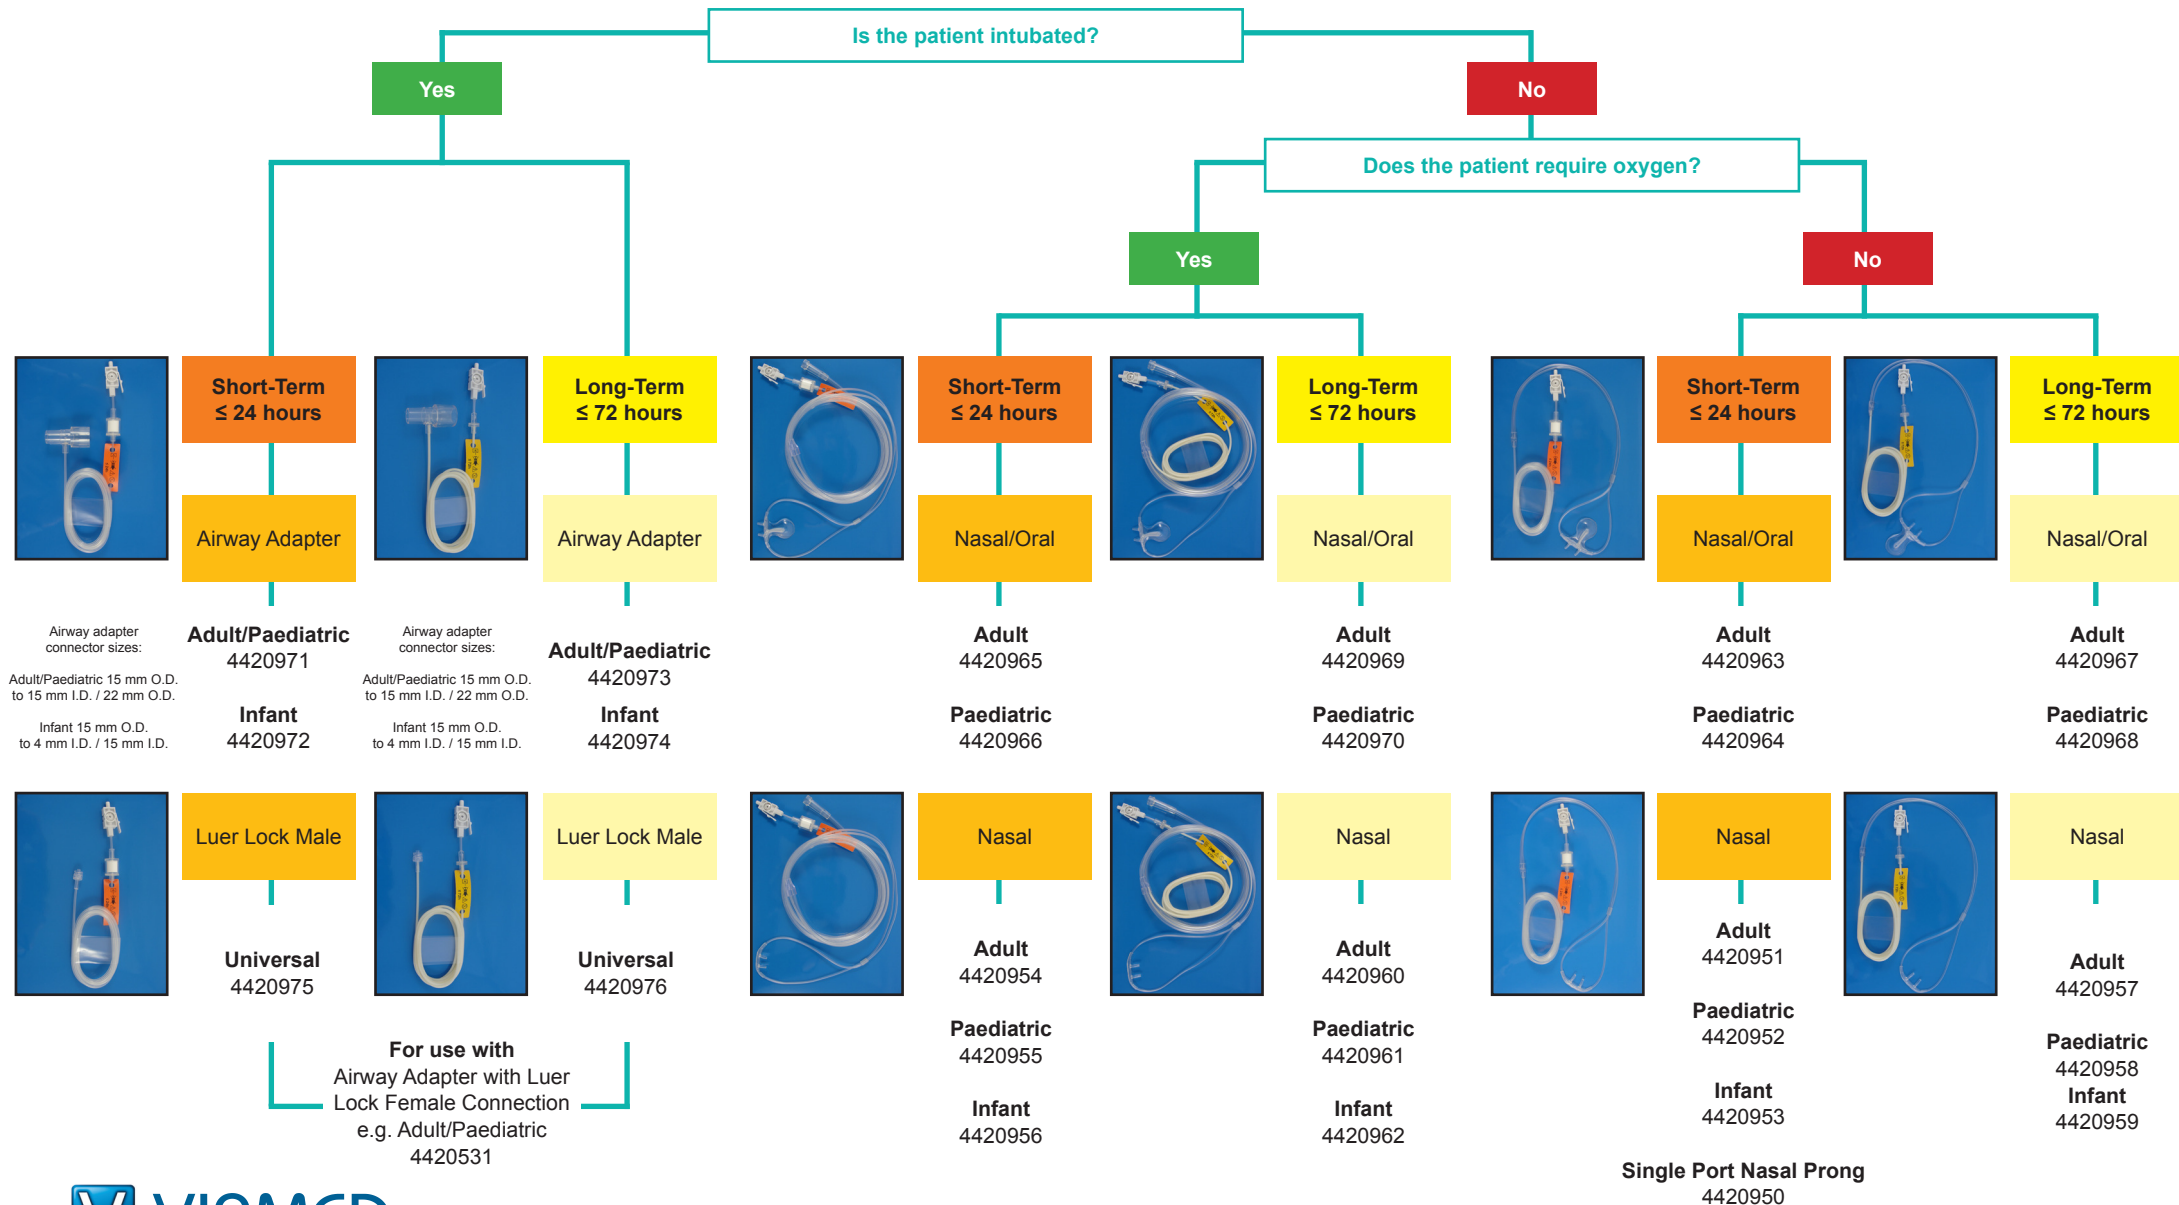 Is the patient intubated?
Yes
No
Does the patient require oxygen?
Yes
No
Short-Term
≤ 24 hours
Long-Term
≤ 72 hours
Short-Term
≤ 24 hours
Long-Term
≤ 72 hours
Short-Term
≤ 24 hours
Long-Term
≤ 72 hours
Airway Adapter
Airway Adapter
Nasal/Oral
Nasal/Oral
Nasal/Oral
Nasal/Oral
Airway adapter
connector sizes:
Adult/Paediatric 15 mm O.D.
to 15 mm I.D. / 22 mm O.D.
Infant 15 mm O.D.
to 4 mm I.D. / 15 mm I.D.
Adult/Paediatric
4420971
Infant
4420972
Airway adapter
connector sizes:
Adult/Paediatric 15 mm O.D.
to 15 mm I.D. / 22 mm O.D.
Infant 15 mm O.D.
to 4 mm I.D. / 15 mm I.D.
Adult/Paediatric
4420973
Infant
4420974
Adult
4420965
Paediatric
4420966
Adult
4420969
Paediatric
4420970
Adult
4420963
Paediatric
4420964
Adult
4420967
Paediatric
4420968
Luer Lock Male
Luer Lock Male
Nasal
Nasal
Nasal
Nasal
Universal
4420975
Universal
4420976
For use with
Airway Adapter with Luer
Lock Female Connection
e.g. Adult/Paediatric
4420531
Adult
4420954
Paediatric
4420955
Infant
4420956
Adult
4420960
Paediatric
4420961
Infant
4420962
Adult
4420951
Paediatric
4420952
Infant
4420953
Single Port Nasal Prong
4420950
Adult
4420957
Paediatric
4420958
Infant
4420959
VIAMED